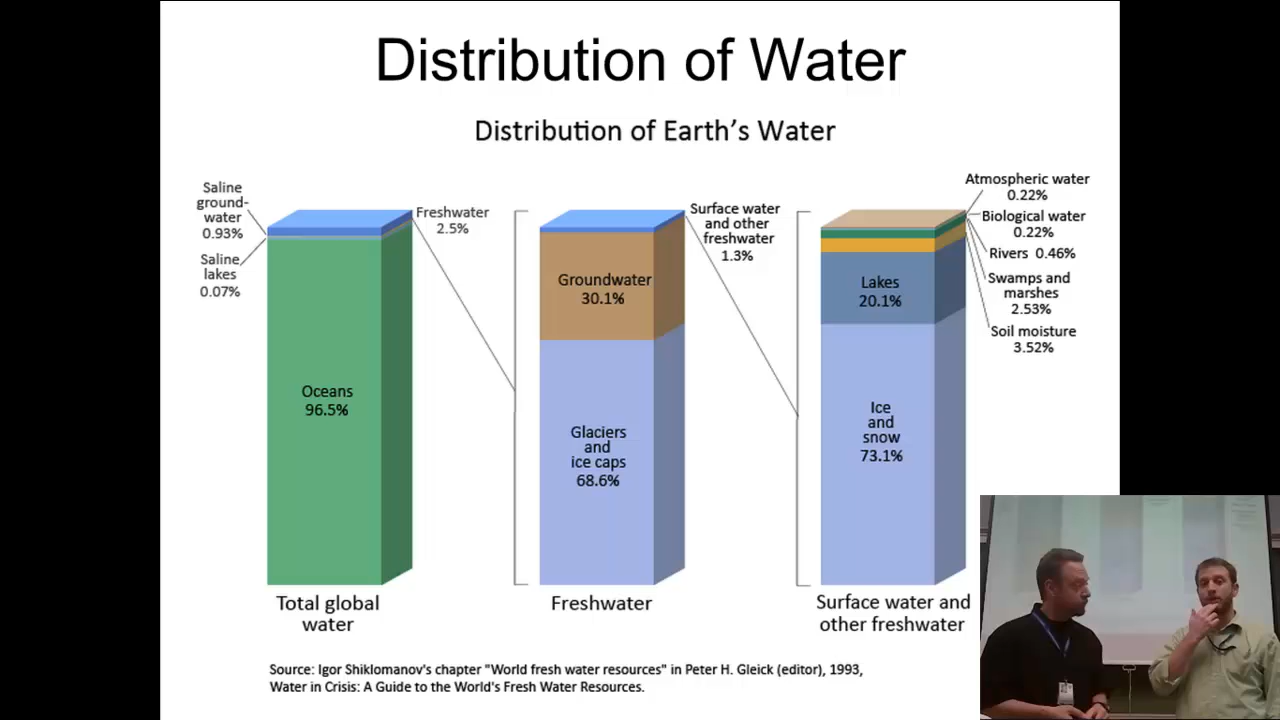 Distribution of Water
Distribution of Earth's Water
Saline
ground-
water
0.93%
Saline
lakes
0.07%
Freshwater
2.5%
Oceans
96.5%
Total global
water
Surface water
and other
freshwater
1.3%
Groundwater
30.1%
Glaciers
and
ice caps
68.6%
Freshwater
Atmospheric water
0.22%
Biological water
0.22%
Rivers 0.46%
Swamps and
marshes
2.53%
Soil moisture
3.52%
Lakes
20.1%
Ice
and
snow
73.1%
Surface water and
other freshwater
Source: Igor Shiklomanov's chapter "World fresh water resources" in Peter H. Gleick (editor), 1993,
Water in Crisis: A Guide to the World's Fresh Water Resources.